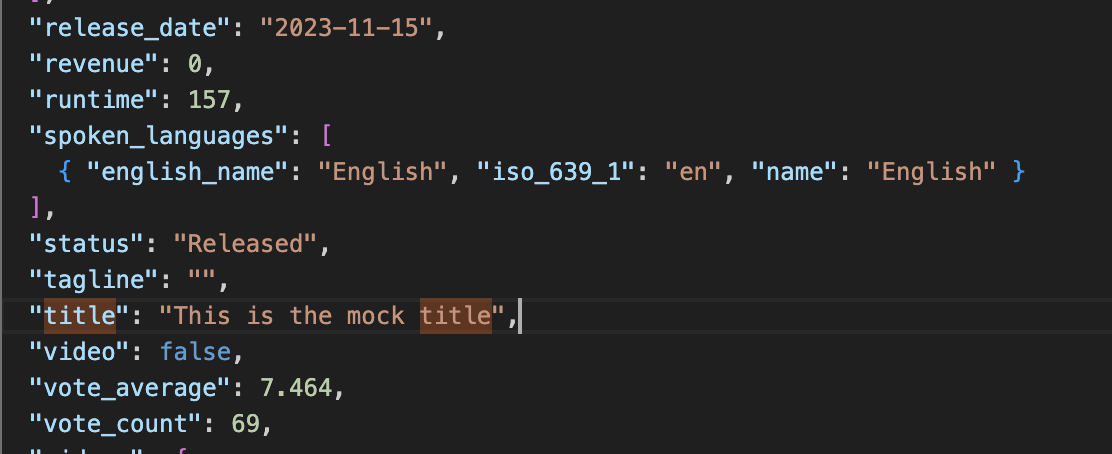 "release_date": "2023-11-15",
"revenue": 0,
"runtime": 157,
"spoken_languages": [
{ "english_name": "English", "iso_639_1": "en", "name": "English" }
],
"status": "Released",
"tagline": "",
"title": "This is the mock title",
"video": false,
"vote_average": 7.464,
"vote_count": 69,